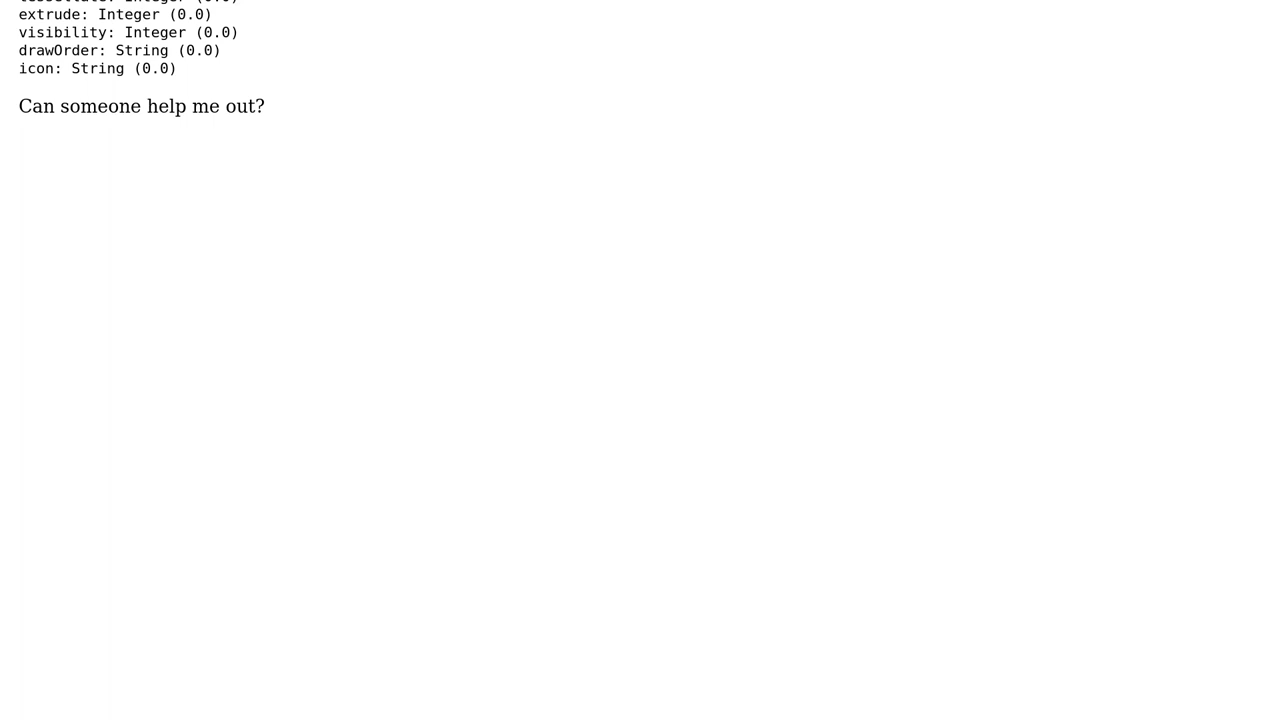 extrude: Integer (0.0)
visibility: Integer (0.0)
drawOrder: String (0.0)
icon: String (0.0)
Can someone help me out?